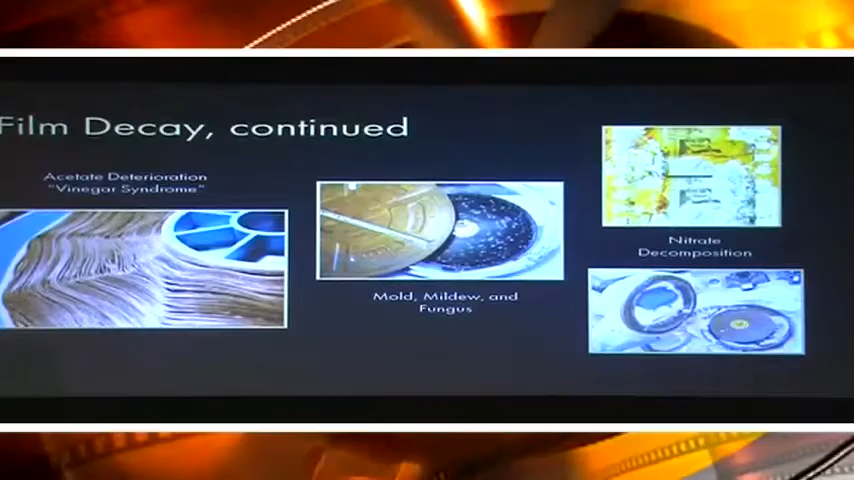 Film Decay, continued
Acetate Deterioration
"Vinegar Syndrome"
Mold, Mildew, and
Fungus
Nitrate
Decomposition